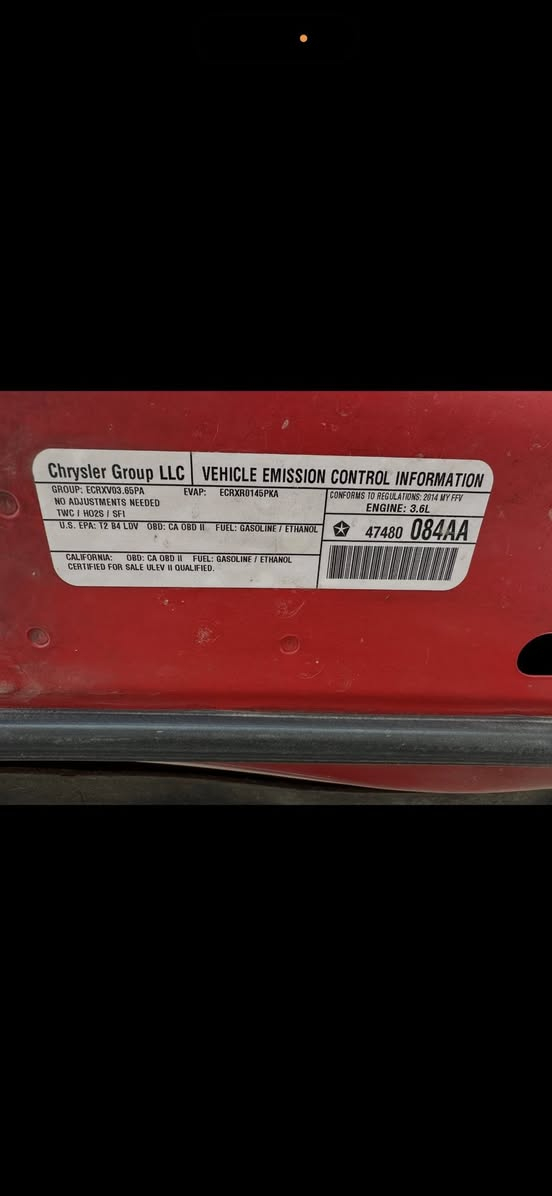 Chrysler Group LLC
VEHICLE EMISSION CONTROL INFORMATION
GROUP: ECRXV03.65PA EVAP: ECRXR0145PKA
NO ADJUSTMENTS NEEDED
TWC / HO2S / SFI
U.S. EPA: T2 B4 LDV OBD: CA OBD II FUEL: GASOLINE / ETHANOL
CALIFORNIA: OBD: CA OBD II FUEL: GASOLINE / ETHANOL
CERTIFIED FOR SALE ULEV II QUALIFIED.
CONFORMS TO REGULATIONS: 2014 MY FFV
ENGINE: 3.6L
47480 084AA